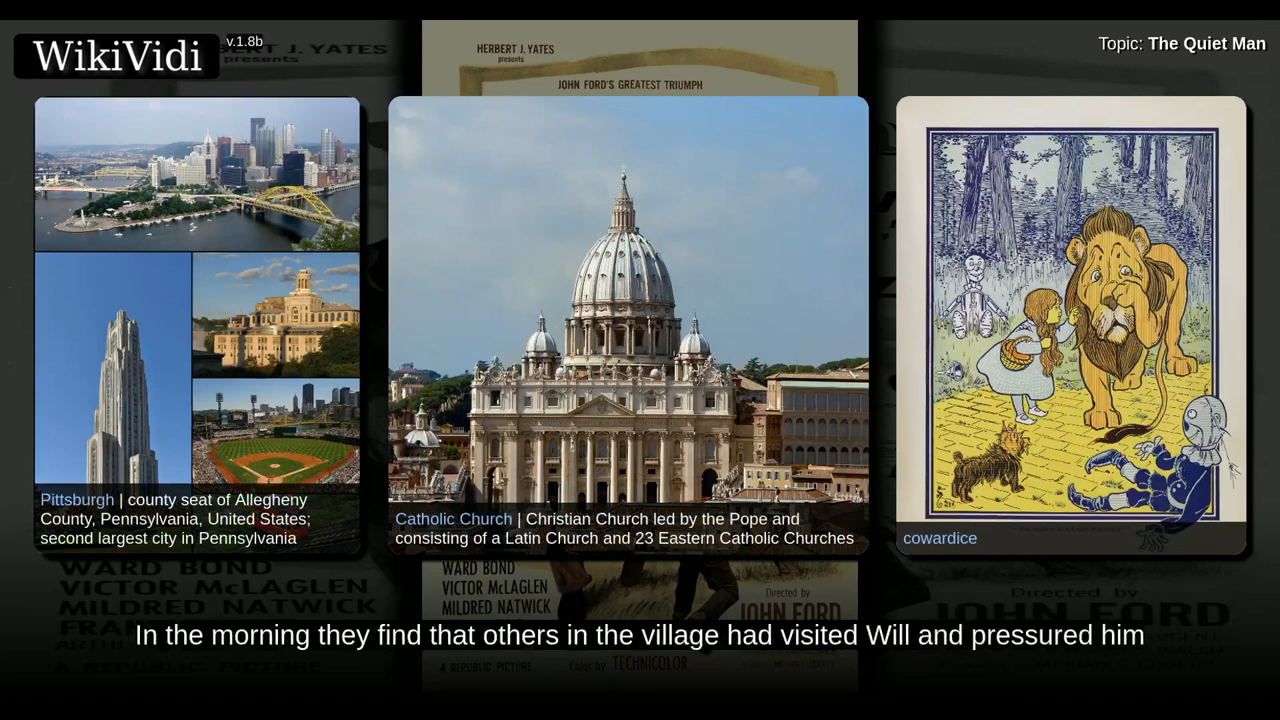 WikiVidi
v.1.8b
Topic: The Quiet Man
HERBERT J. YATES
presents
JOHN FORD'S GREATEST TRIUMPH
Pittsburgh | county seat of Allegheny
County, Pennsylvania, United States;
second largest city in Pennsylvania
Catholic Church | Christian Church led by the Pope and
consisting of a Latin Church and 23 Eastern Catholic Churches
cowardice
WARD BOND
VICTOR McLAGLEN
MILDRED NATWICK
Directed by
JOHN FORD
In the morning they find that others in the village had visited Will and pressured him
A REPUBLIC PICTURE
Color by TECHNICOLOR